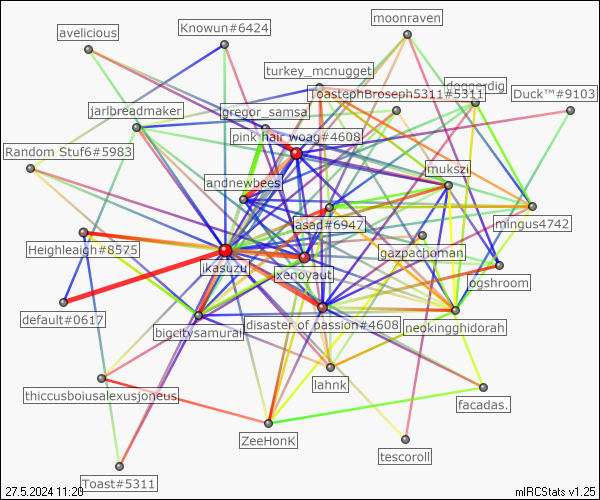 moonraven
Knowun#6424
avelicious
turkey_mcnugget
doggerdig
ToastephBroseph5311#5311
Duck™#9103
jarlbreadmaker
gregor_samsa
pink hair woag#4608
Random Stuf6#5983
mukszi
andnewbees
asad#6947
mingus4742
Heighleaigh#8575
gazpachoman
ikasuzu
xenoyaut.
jogshroom
default#0617
bigcitysamurai
disaster of passion#4608
neokingghidorah
lahnk
thiccusboiusalexusjoneus.
facadas.
ZeeHonK
tescoroll
Toast#5311
27.5.2024 11:20
mIRCStats v1.25